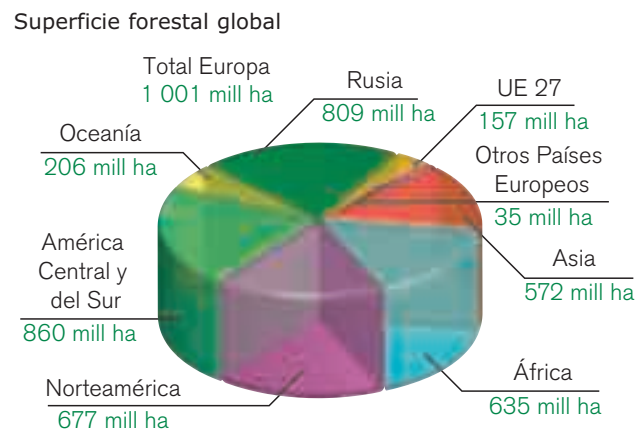 Superficie forestal global
Total Europa
1 001 mill ha
Rusia
809 mill ha
UE 27
157 mill ha
Oceanía
206 mill ha
Otros Países
Europeos
35 mill ha
América
Central y
del Sur
860 mill ha
Asia
572 mill ha
Norteamérica
677 mill ha
África
635 mill ha